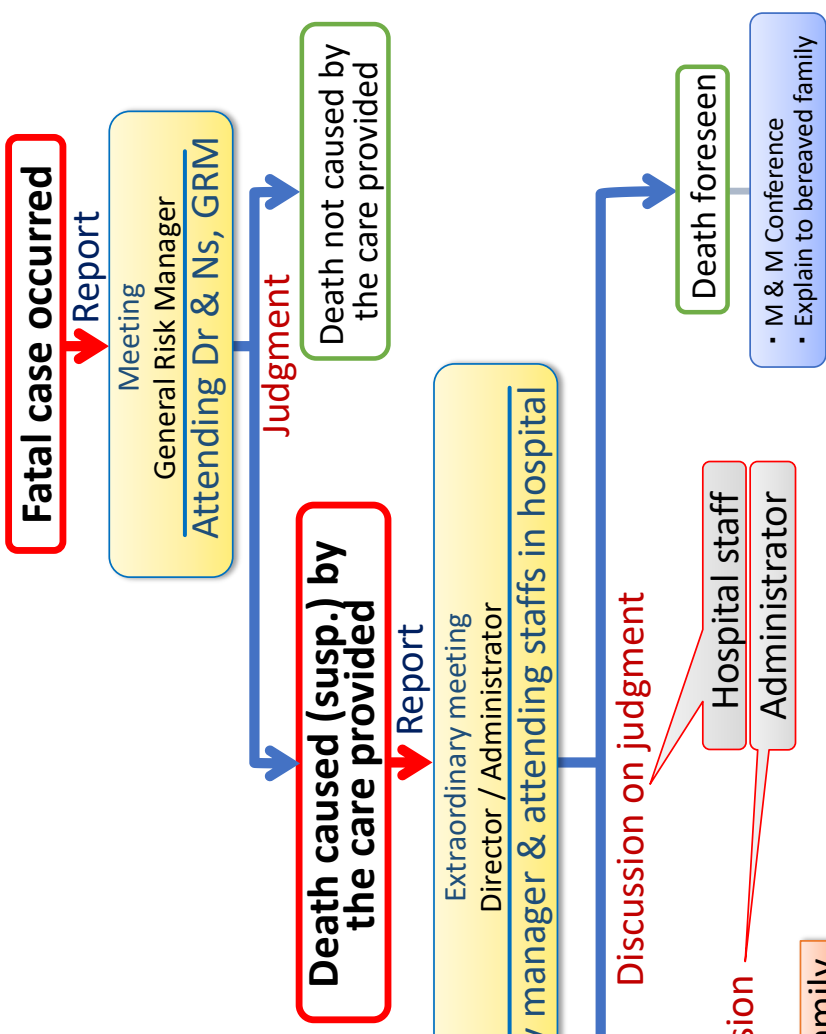 Fatal case occurred
Report
Meeting
General Risk Manager
Attending Dr & Ns, GRM
Judgment
Death not caused by
the care provided
Death caused (susp.) by
the care provided
Report
Extraordinary meeting
Director / Administrator
manager & attending staffs in hospital
Discussion on judgment
Hospital staff
Administrator
Death foreseen
▪ M & M Conference
▪ Explain to bereaved family